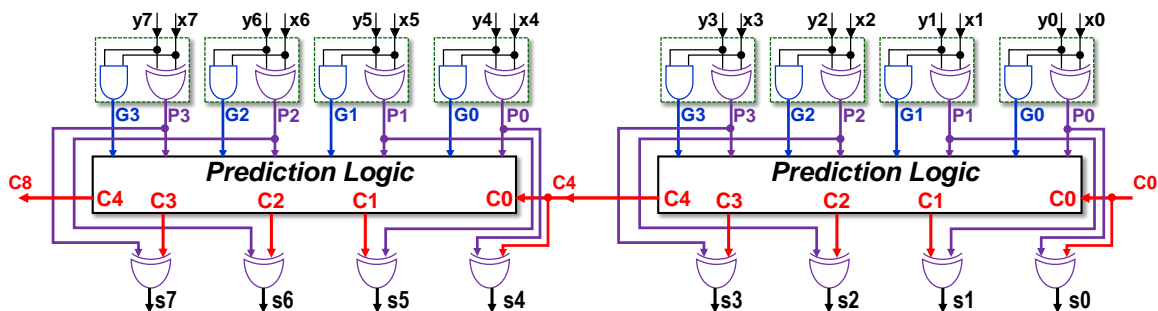 y7 x7 y6 x6 y5 x5 y4 x4 y3 x3 y2 x2 y1 x1 y0 x0
G3 P3 G2 P2 G1 P1 G0 P0 G3 P3 G2 P2 G1 P1 G0 P0
Prediction Logic Prediction Logic
C8 C4 C3 C2 C1 C0 C4 C4 C3 C2 C1 C0 C0
s7 s6 s5 s4 s3 s2 s1 s0